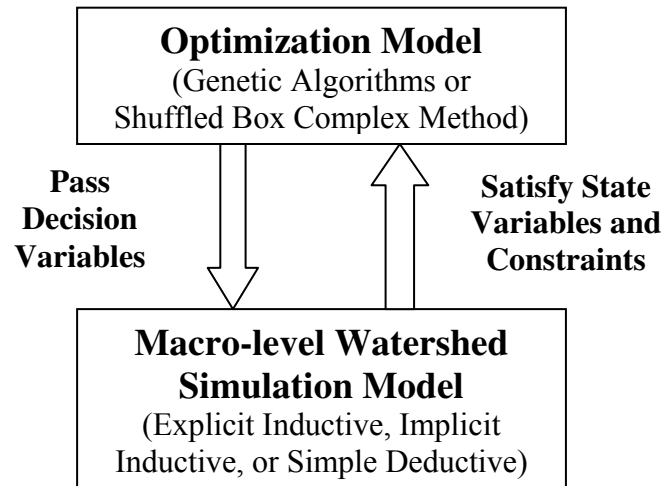 Optimization Model
(Genetic Algorithms or
Shuffled Box Complex Method)
Pass
Decision
Variables
Satisfy State
Variables and
Constraints
Macro-level Watershed
Simulation Model
(Explicit Inductive, Implicit
Inductive, or Simple Deductive)